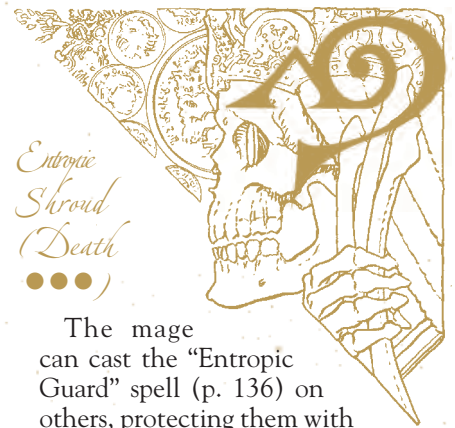 Entropic
Shroud
(Death
●●●)
The mage
can cast the “Entropic
Guard” spell (p. 136) on
others, protecting them with